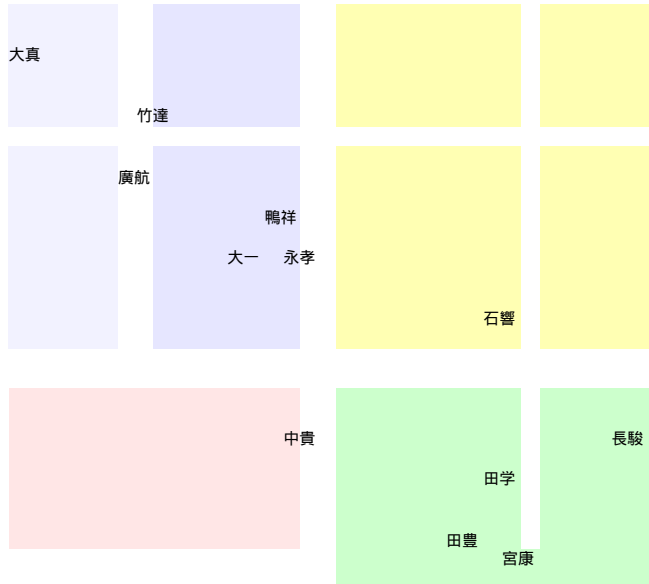 大真
竹達
廣航
鴨祥
大一 永孝
石響
中貴 長駿
田学
田豊
宮康